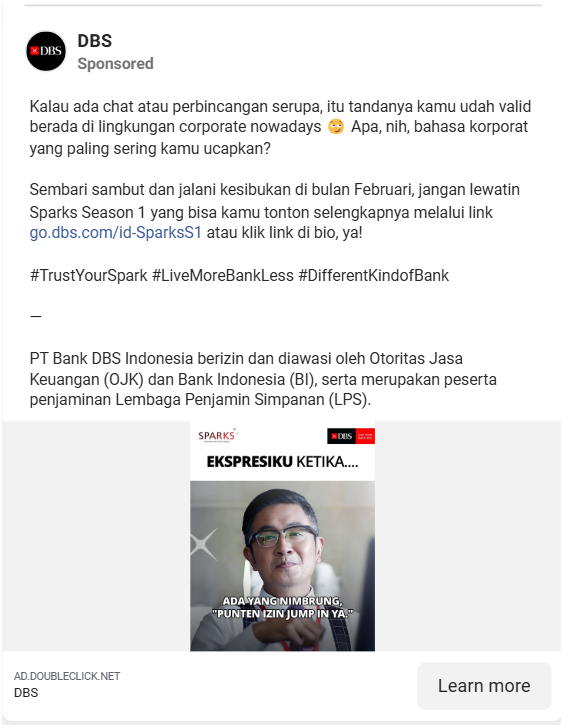 DBS
DBS
Sponsored
Kalau ada chat atau perbincangan serupa, itu tandanya kamu udah valid
berada di lingkungan corporate nowadays 😏 Apa, nih, bahasa korporat
yang paling sering kamu ucapkan?
Sembari sambut dan jalani kesibukan di bulan Februari, jangan lewatin
Sparks Season 1 yang bisa kamu tonton selengkapnya melalui link
go.dbs.com/id-SparksS1 atau klik link di bio, ya!
#TrustYourSpark #LiveMoreBankLess #DifferentKindofBank
—
PT Bank DBS Indonesia berizin dan diawasi oleh Otoritas Jasa
Keuangan (OJK) dan Bank Indonesia (BI), serta merupakan peserta
penjaminan Lembaga Penjamin Simpanan (LPS).
SPARKS
DBS
EKSPRESIKU KETIKA....
ADA YANG NIMBRUNG,
"PUNTEN IZIN JUMP IN YA."
AD.DOUBLECLICK.NET
DBS
Learn more